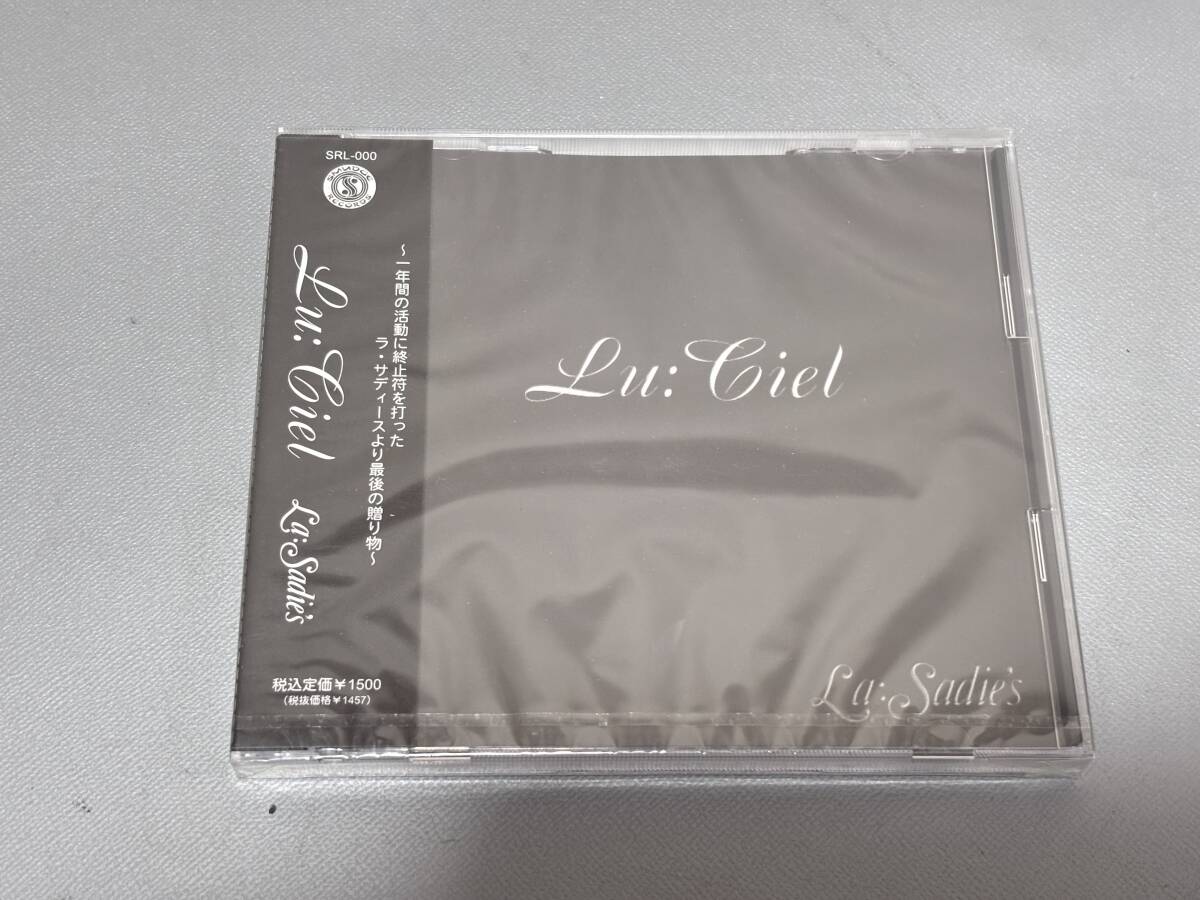 SRL-000
RECORDS
Lu: Ciel
La:Sadie's
~一年間の活動に終止符を打った
ラ・サディースより最後の贈り物~
税込定価¥1500
(税抜価格¥1457)
Lu: Ciel
La:Sadie's